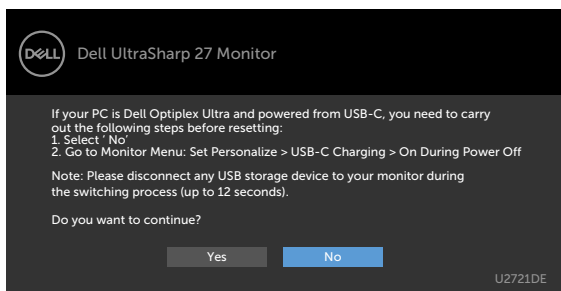 DELL
Dell UltraSharp 27 Monitor
If your PC is Dell Optiplex Ultra and powered from USB-C, you need to carry
out the following steps before resetting:
1. Select ‘ No’
2. Go to Monitor Menu: Set Personalize > USB-C Charging > On During Power Off
Note: Please disconnect any USB storage device to your monitor during
the switching process (up to 12 seconds).
Do you want to continue?
Yes
No
U2721DE